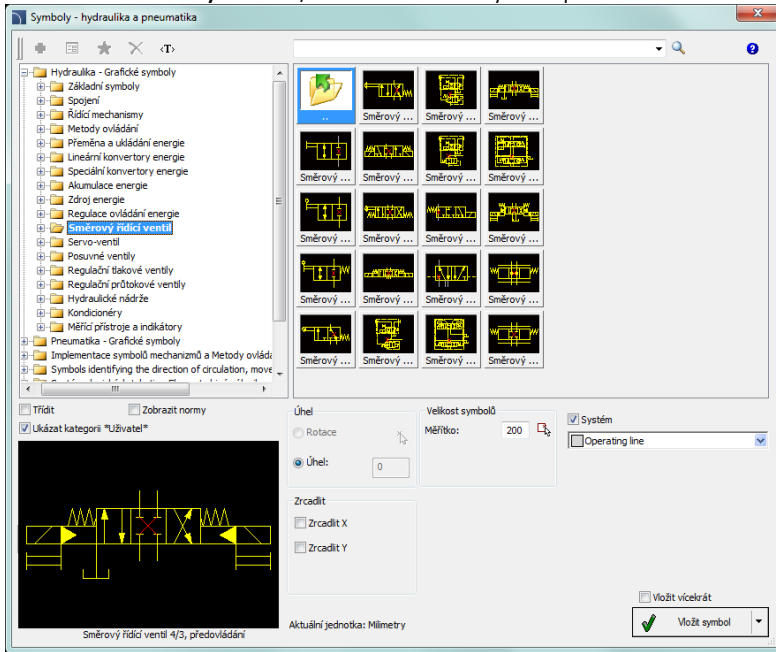 Symboly - hydraulika a pneumatika
<T>
Hydraulika - Grafické symboly
Základní symboly
Spojení
Řídící mechanismy
Metody ovládání
Přeměna a ukládání energie
Lineární konvertory energie
Speciální konvertory energie
Akumulace energie
Zdroj energie
Regulace ovládání energie
Směrový řídící ventil
Servo-ventil
Posuvné ventily
Regulační tlakové ventily
Regulační průtokové ventily
Hydraulické nádrže
Kondicionéry
Měřící přístroje a indikátory
Pneumatika - Grafické symboly
Implementace symbolů mechanizmů a Metody ovláda
Symbols identifying the direction of circulation, move
.. Směrový ... Směrový ... Směrový ...
Směrový ... Směrový ... Směrový ... Směrový ...
Směrový ... Směrový ... Směrový ... Směrový ...
Směrový ... Směrový ... Směrový ... Směrový ...
Směrový ... Směrový ... Směrový ... Směrový ...
Třídit Zobrazit normy
Ukázat kategorii *Uživatel*
Směrový řídící ventil 4/3, předovládání
Úhel
Rotace
Úhel: 0
Velikost symbolů
Měřítko: 200
Systém
Operating line
Zrcadlit
Zrcadlit X
Zrcadlit Y
Aktuální jednotka: Milimetry
Vložit vícekrát
Vložit symbol